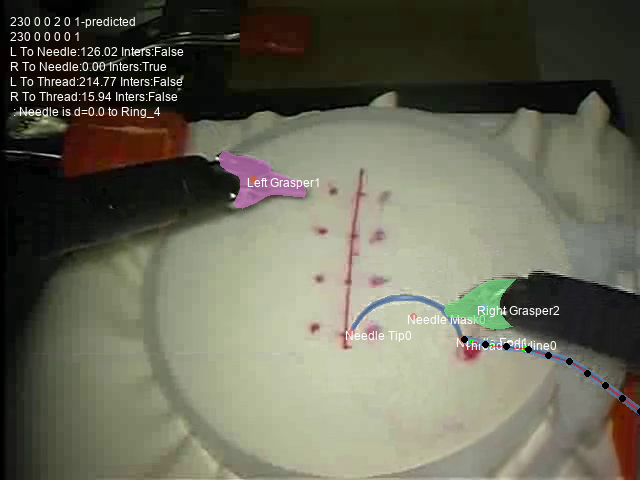 230 0 0 2 0 1-predicted
230 0 0 0 0 1
L To Needle:126.02 Inters:False
R To Needle:0.00 Inters:True
L To Thread:214.77 Inters:False
R To Thread:15.94 Inters:False
: Needle is d=0.0 to Ring_4
Left Grasper1
Right Grasper2
Needle Mask0
Needle Tip0